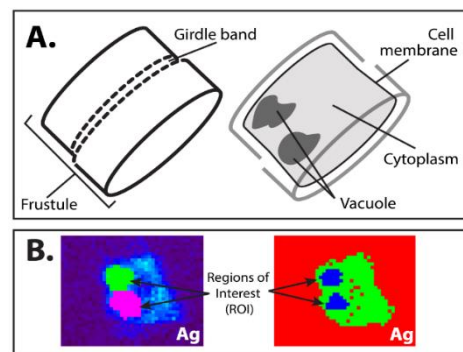 A.
Girdle band
Frustule
Cell
membrane
Cytoplasm
Vacuole
B.
Regions of
Interest
(ROI)
Ag
Ag